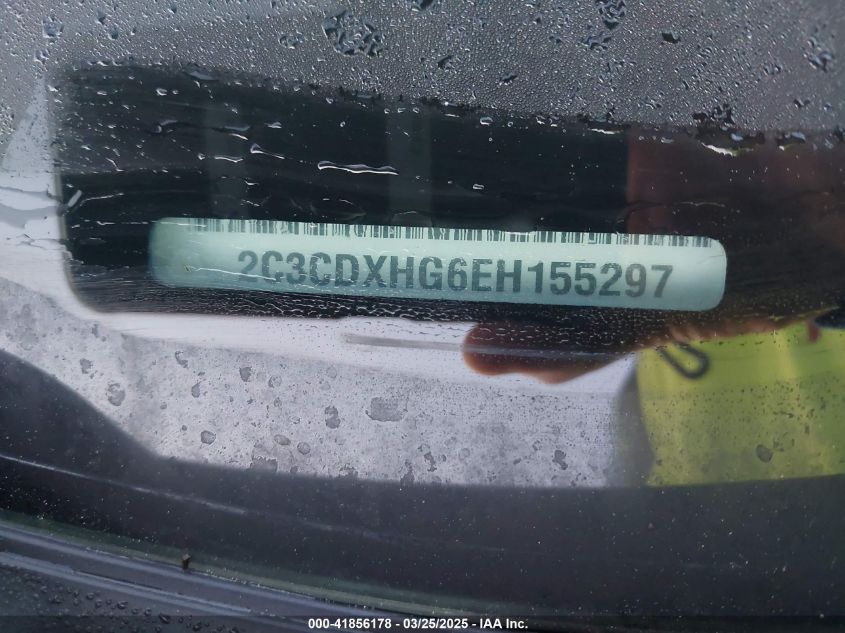 2C3CDXHG6EH155297
000-41856178 - 03/25/2025 - IAA Inc.